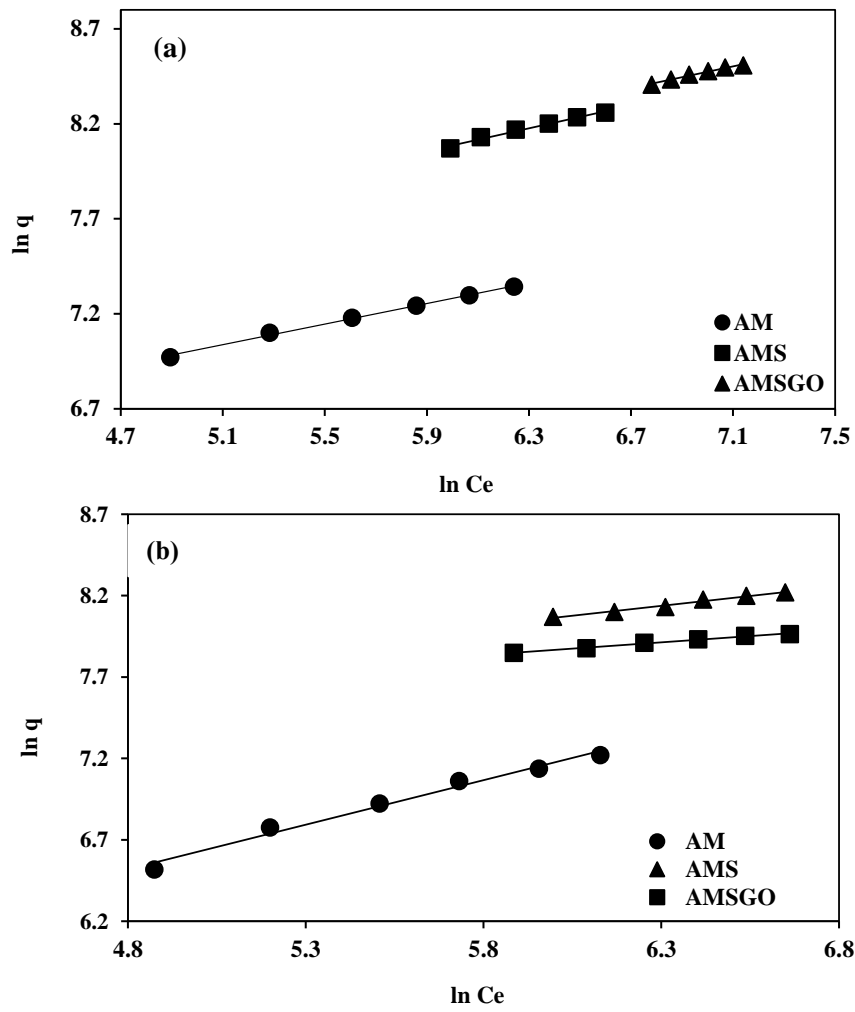 (a)
ln q
8.7
8.2
7.7
7.2
6.7
4.7 5.1 5.5 5.9 6.3 6.7 7.1 7.5
ln Ce
AM
AMS
AMSGO
(b)
ln q
8.7
8.2
7.7
7.2
6.7
6.2
4.8 5.3 5.8 6.3 6.8
ln Ce
AM
AMS
AMSGO